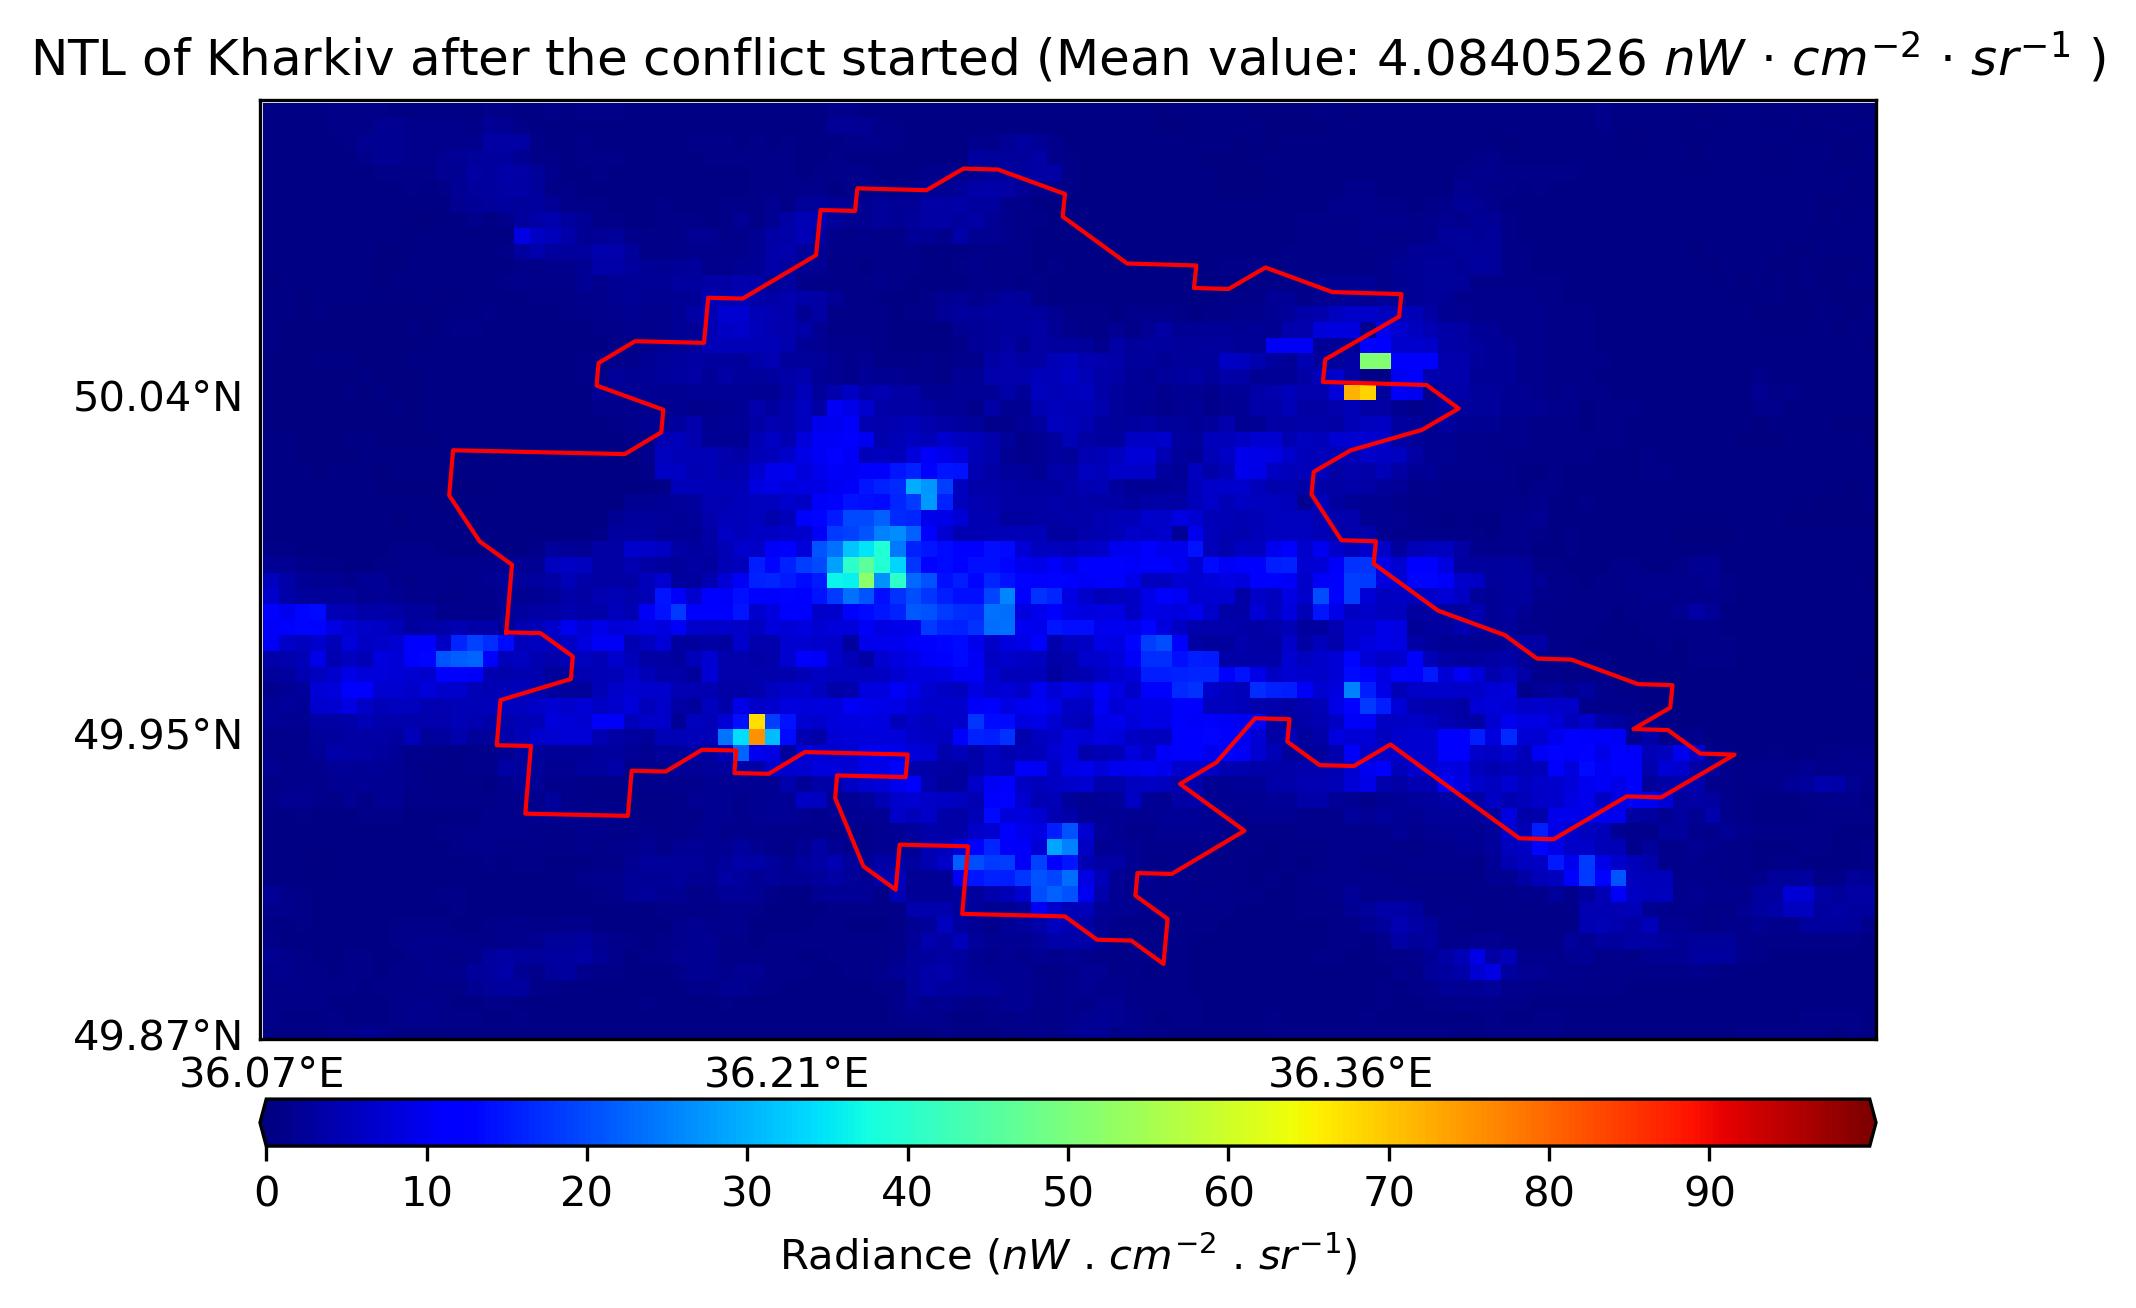 NTL of Kharkiv after the conflict started (Mean value: 4.0840526 nW · cm⁻² · sr⁻¹ )
50.04°N
49.95°N
49.87°N
36.07°E 36.21°E 36.36°E
0 10 20 30 40 50 60 70 80 90
Radiance (nW . cm⁻² . sr⁻¹)